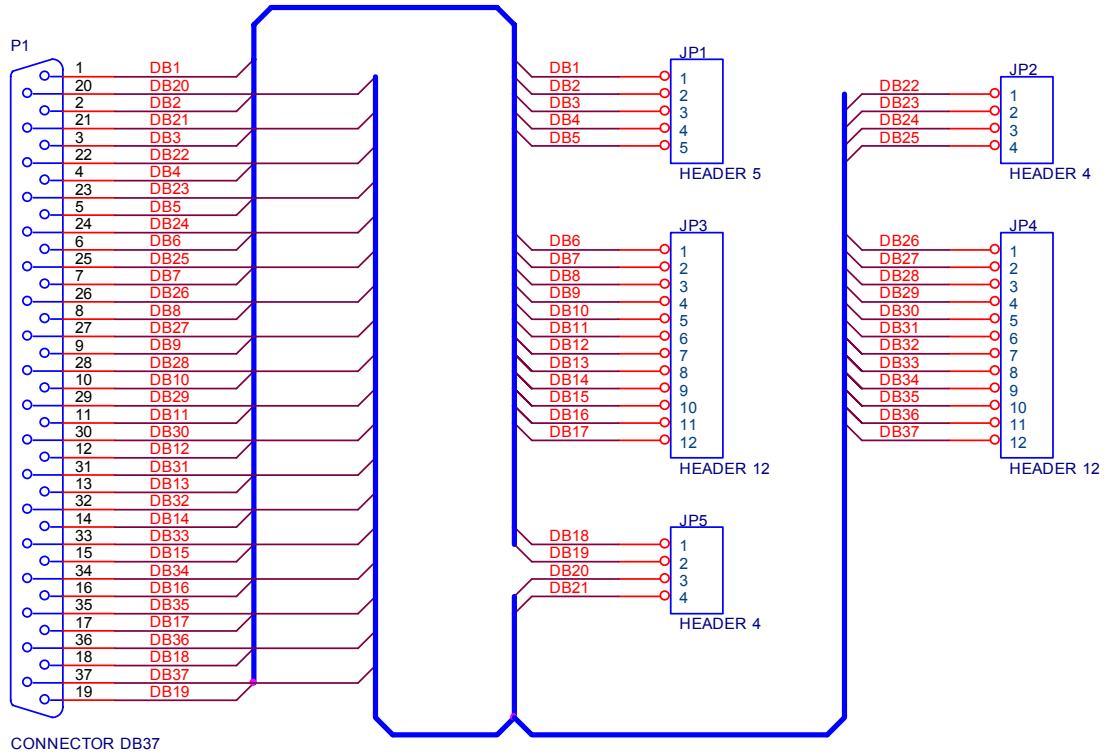 P1
1 DB1
20 DB20
2 DB2
21 DB21
3 DB3
22 DB22
4 DB4
23 DB23
5 DB5
24 DB24
6 DB6
25 DB25
7 DB7
26 DB26
8 DB8
27 DB27
9 DB9
28 DB28
10 DB10
29 DB29
11 DB11
30 DB30
12 DB12
31 DB31
13 DB13
32 DB32
14 DB14
33 DB33
15 DB15
34 DB34
16 DB16
35 DB35
17 DB17
36 DB36
18 DB18
37 DB37
19 DB19
CONNECTOR DB37
JP1
DB1 1
DB2 2
DB3 3
DB4 4
DB5 5
HEADER 5
JP2
DB22 1
DB23 2
DB24 3
DB25 4
HEADER 4
JP3
DB6 1
DB7 2
DB8 3
DB9 4
DB10 5
DB11 6
DB12 7
DB13 8
DB14 9
DB15 10
DB16 11
DB17 12
HEADER 12
JP4
DB26 1
DB27 2
DB28 3
DB29 4
DB30 5
DB31 6
DB32 7
DB33 8
DB34 9
DB35 10
DB36 11
DB37 12
HEADER 12
JP5
DB18 1
DB19 2
DB20 3
DB21 4
HEADER 4